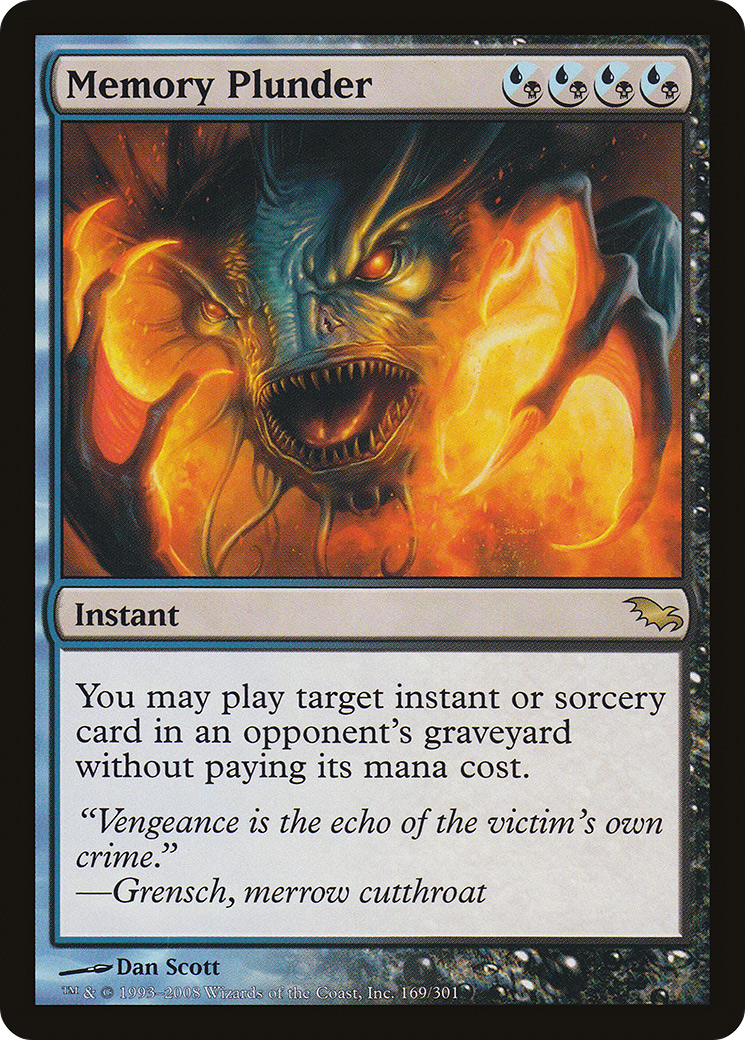 Memory Plunder
Dan Scott
Instant
You may play target instant or sorcery
card in an opponent's graveyard
without paying its mana cost.
“Vengeance is the echo of the victim's own
crime.”
—Grensch, merrow cutthroat
Dan Scott
™ & © 1993–2008 Wizards of the Coast, Inc. 169/301